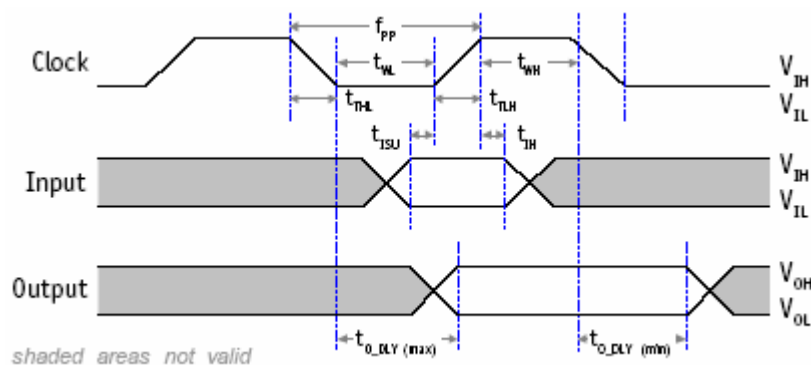 f_PP
Clock
t_WL
t_WH
V_IH
V_IL
t_THL
t_TLH
t_ISU
t_IH
Input
V_IH
V_IL
Output
V_OH
V_OL
t_O_DLY (max)
t_O_DLY (min)
shaded areas not valid